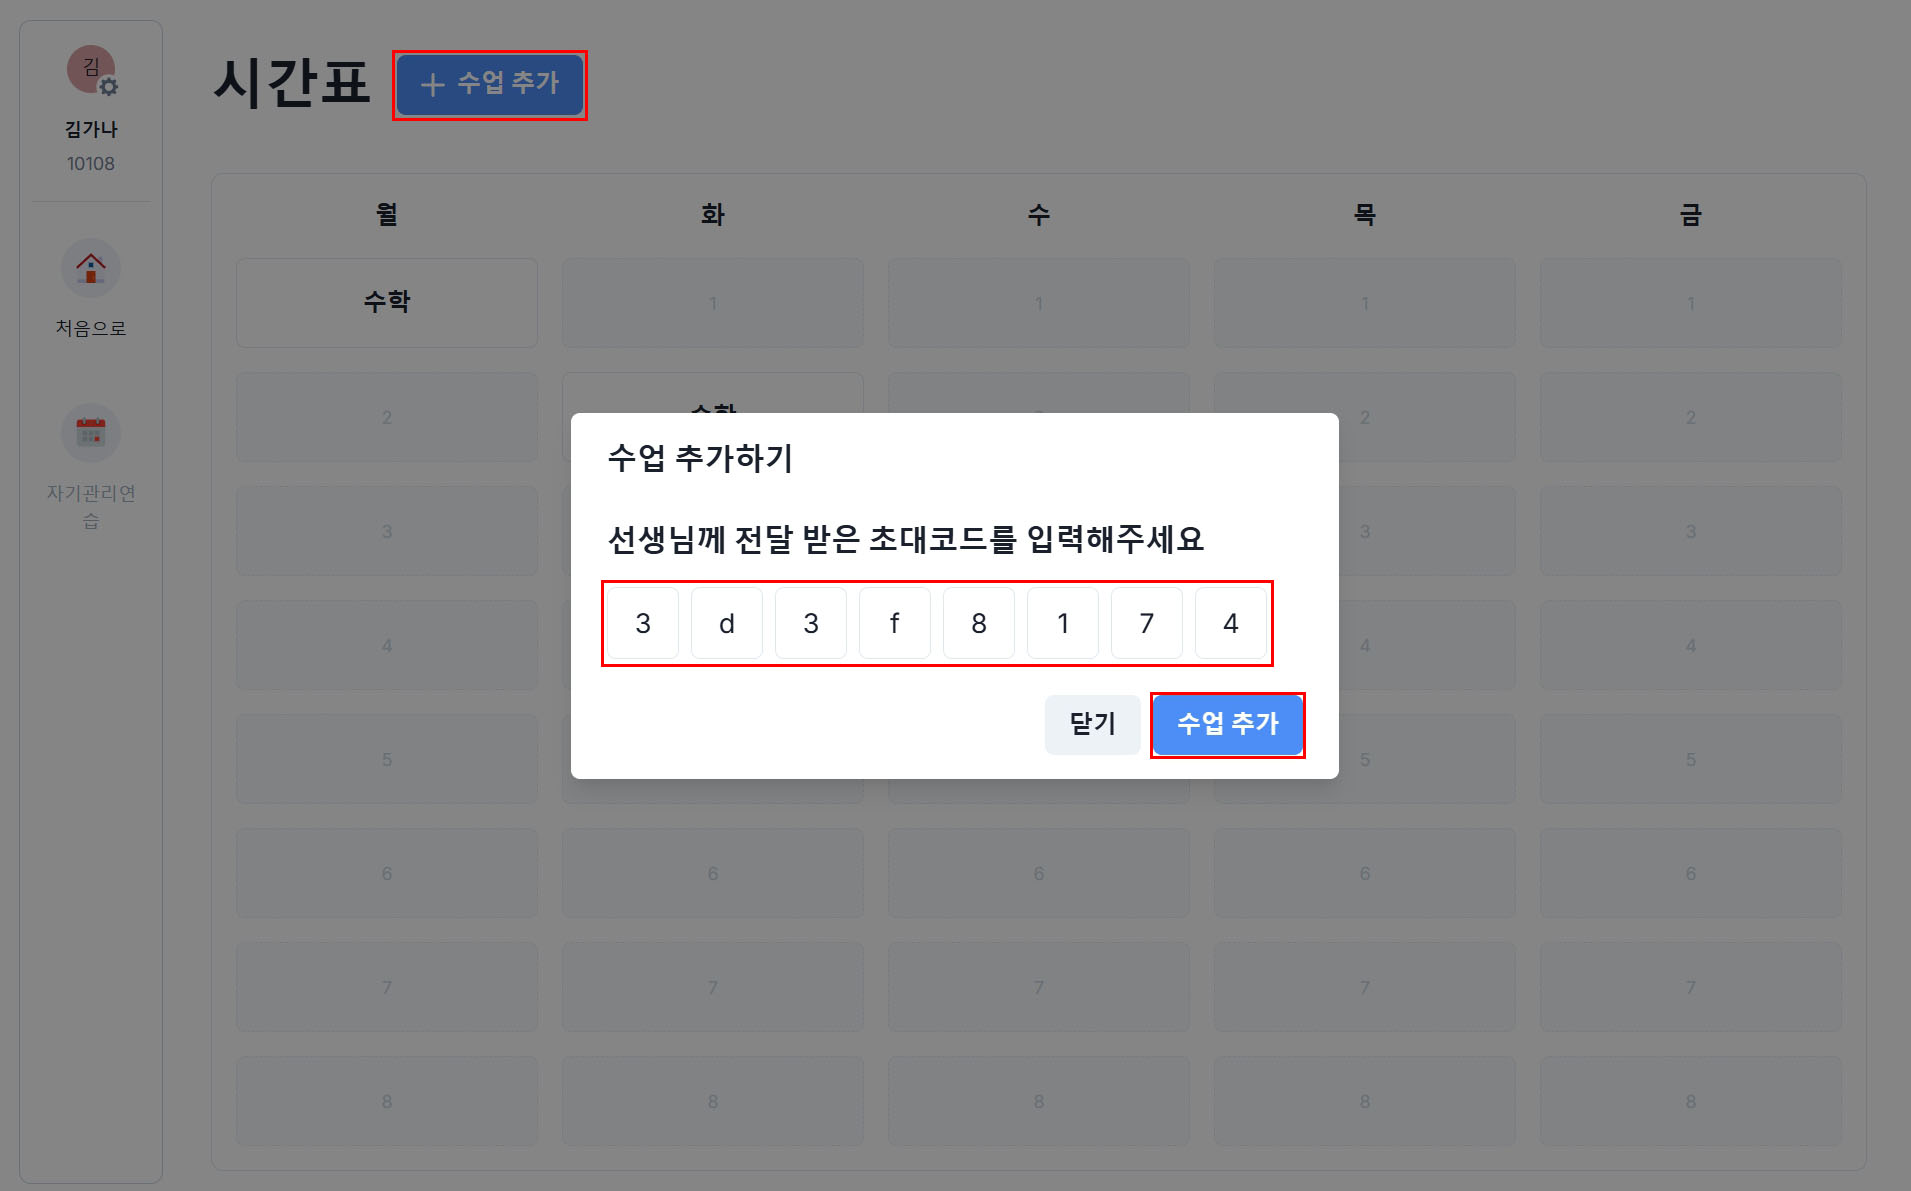 김
김가나
10108
처음으로
자기관리연
습
시간표
+ 수업 추가
월 화 수 목 금
수학 1 1 1 1
2 수학 2 2 2
3 3 3
4 4 4
5 5 5
6 6 6 6 6
7 7 7 7 7
8 8 8 8 8
수업 추가하기
선생님께 전달 받은 초대코드를 입력해주세요
3 d 3 f 8 1 7 4
닫기 수업 추가